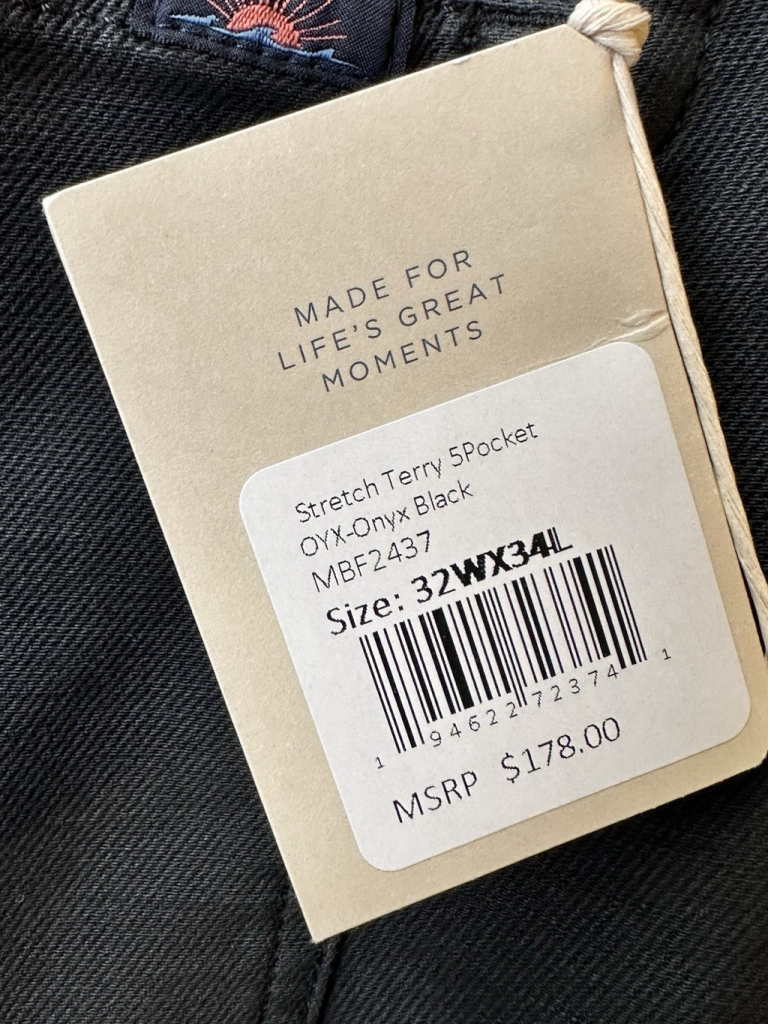 MADE FOR
LIFE'S GREAT
MOMENTS
Stretch Terry 5Pocket
OYX-Onyx Black
MBF2437
Size: 32WX34L
1 94622 72374 1
MSRP $178.00